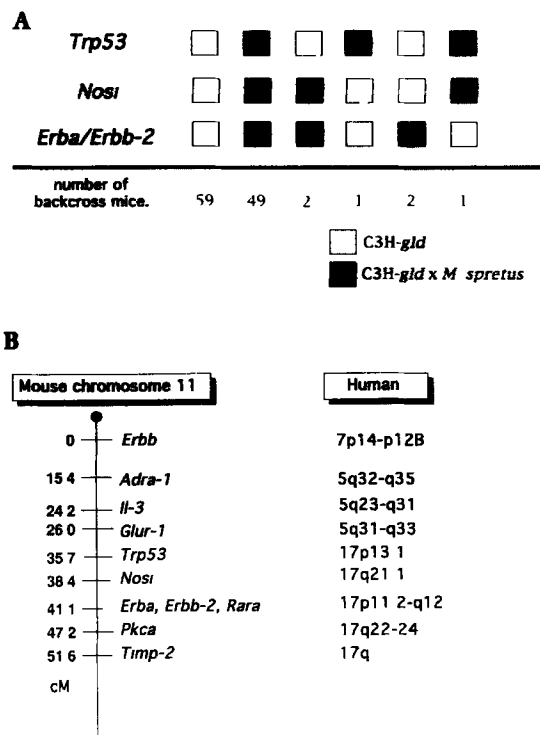 A
Trp53
Nosi
Erba/Erbb-2
number of
backcross mice. 59 49 2 1 2 1
C3H-gld
C3H-gld x M spretus
B
Mouse chromosome 11 Human
0 Erbb 7p14-p12B
15 4 Adra-1 5q32-q35
24 2 Il-3 5q23-q31
26 0 Glur-1 5q31-q33
35 7 Trp53 17p13 1
38 4 Nosi 17q21 1
41 1 Erba, Erbb-2, Rara 17p11 2-q12
47 2 Pkca 17q22-24
51 6 Timp-2 17q
cM